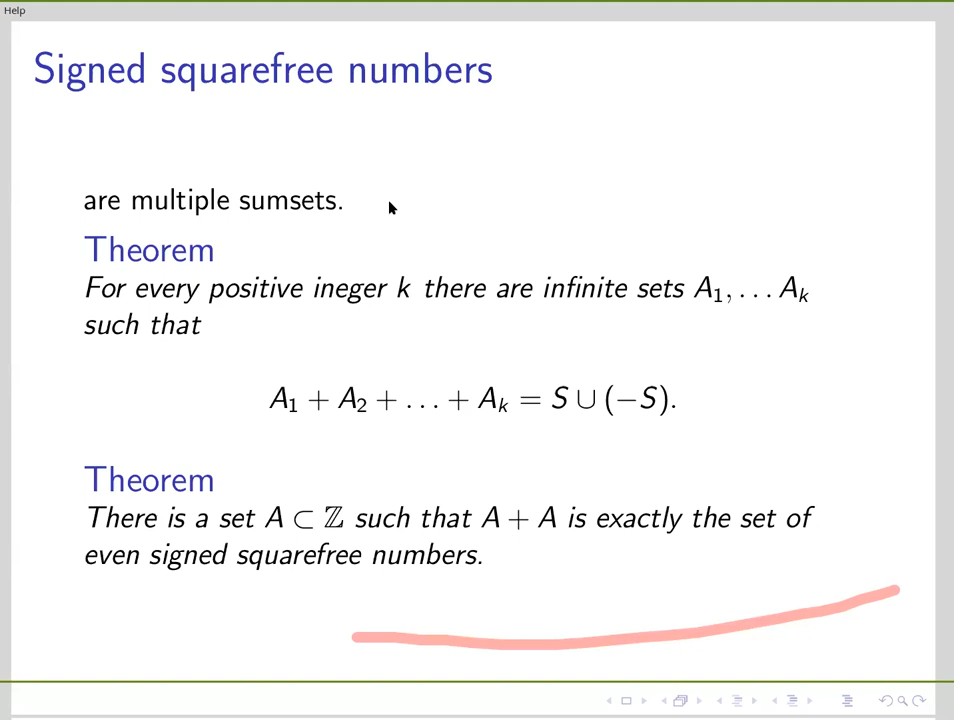 Help
Signed squarefree numbers
are multiple sumsets.
Theorem
For every positive ineger k there are infinite sets A₁, . . . Aₖ
such that
A₁ + A₂ + . . . + Aₖ = S ∪ (−S).
Theorem
There is a set A ⊂ ℤ such that A + A is exactly the set of
even signed squarefree numbers.